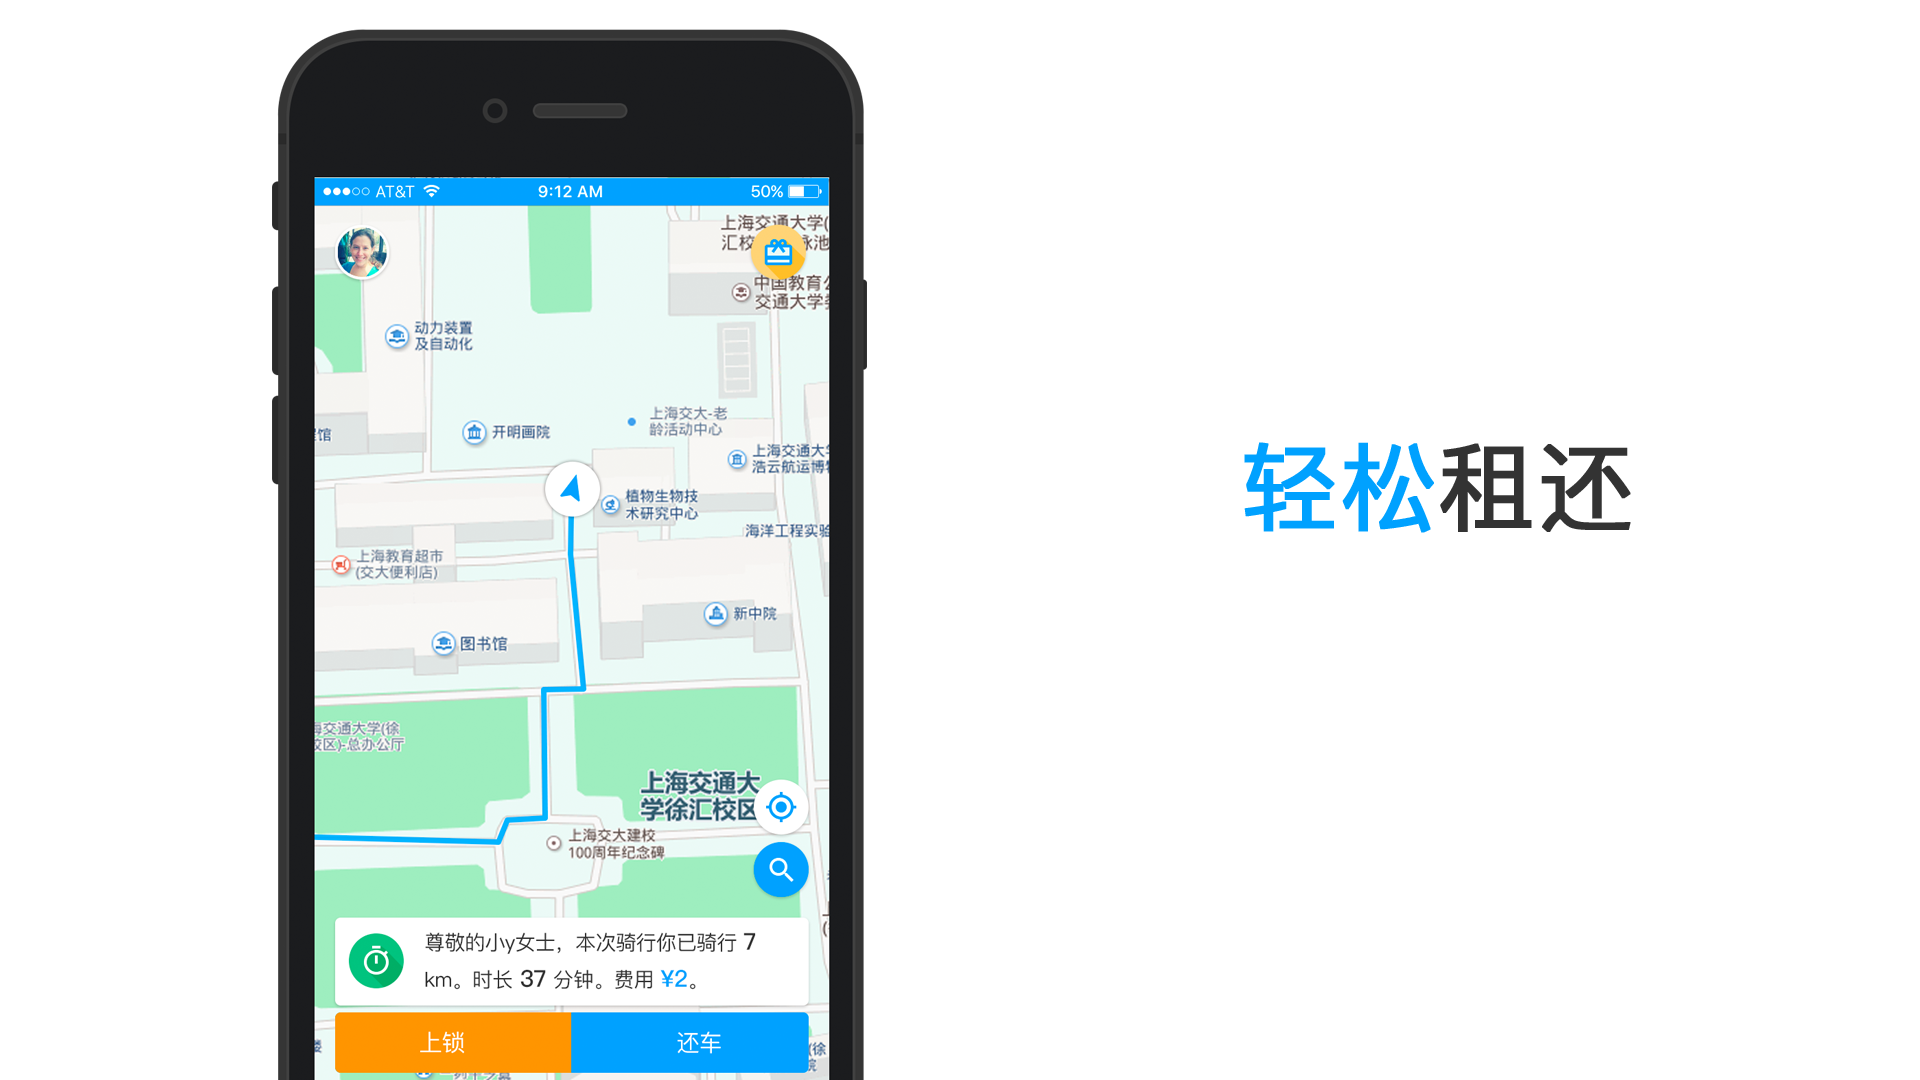 AT&T
9:12 AM
50%
上海交通大学(
汇校
泳池
中国教育公
交通大学
动力装置
及自动化
上海交大-老
龄活动中心
馆
开明画院
上海交通大学
浩云航运博物
植物生物技
术研究中心
海洋工程实验
上海教育超市
(交大便利店)
新中院
图书馆
海交通大学(徐
校区)-总办公厅
上海交通大
学徐汇校区
上海交大建校
100周年纪念碑
尊敬的小y女士，本次骑行你已骑行 7
km。时长 37 分钟。费用 ¥2。
上锁
还车
(徐
院
轻松租还